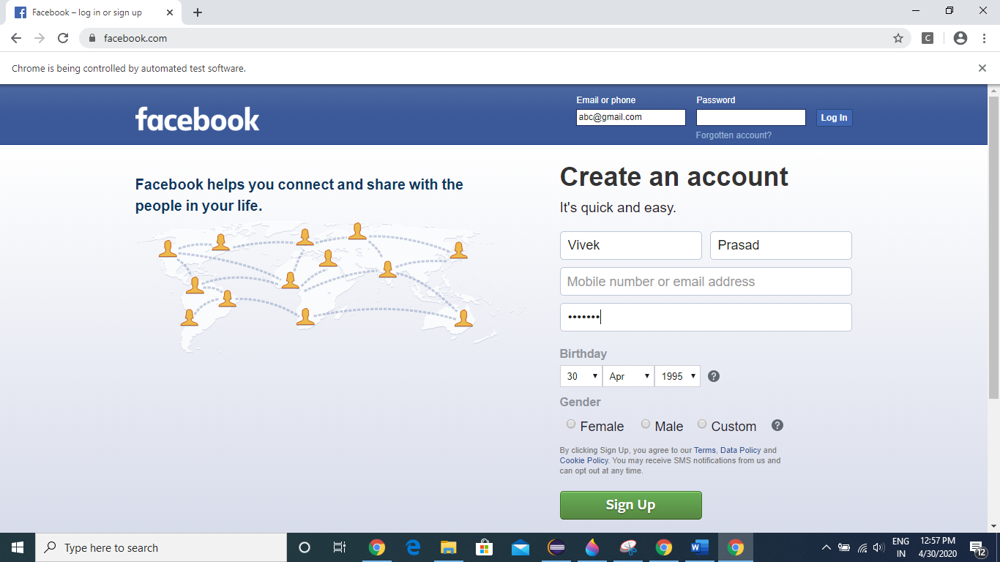 Facebook – log in or sign up
facebook.com
C
Chrome is being controlled by automated test software.
facebook
Email or phone
Password
abc@gmail.com
Log In
Forgotten account?
Facebook helps you connect and share with the
people in your life.
Create an account
It's quick and easy.
Vivek
Prasad
Mobile number or email address
•••••••
Birthday
30 Apr 1995 ?
Gender
Female Male Custom ?
By clicking Sign Up, you agree to our Terms, Data Policy and
Cookie Policy. You may receive SMS notifications from us and
can opt out at any time.
Sign Up
Type here to search
ENG
IN
12:57 PM
4/30/2020
12